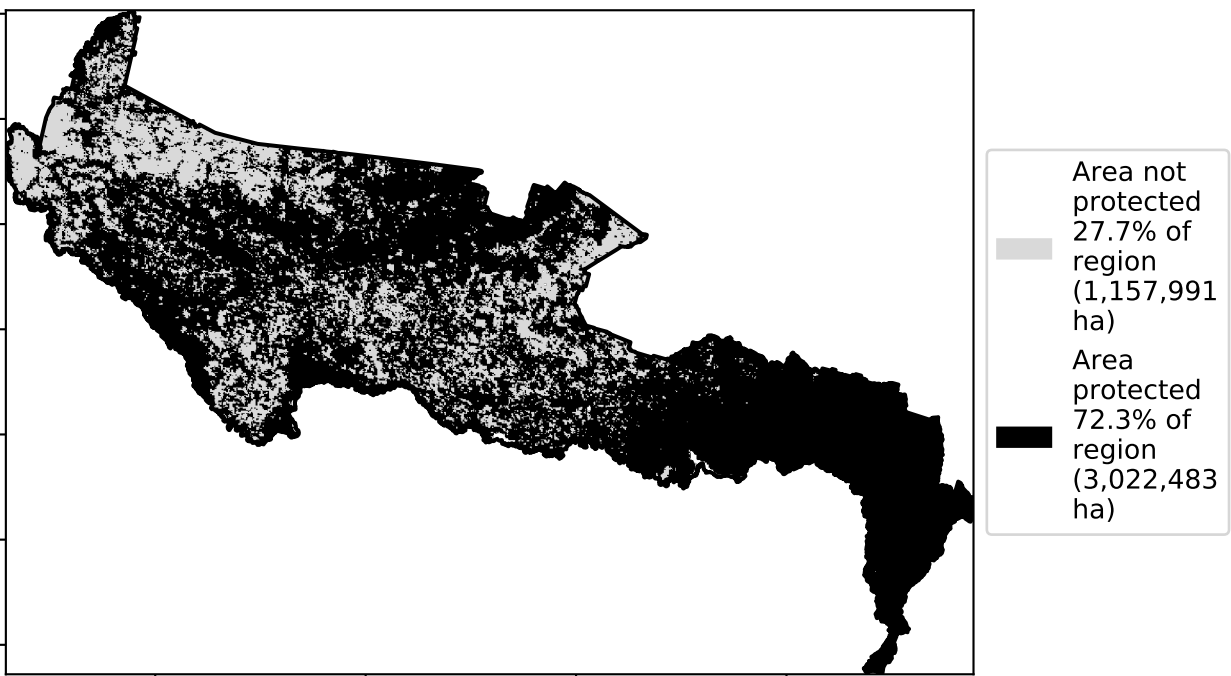 Area not
protected
27.7% of
region
(1,157,991
ha)
Area
protected
72.3% of
region
(3,022,483
ha)